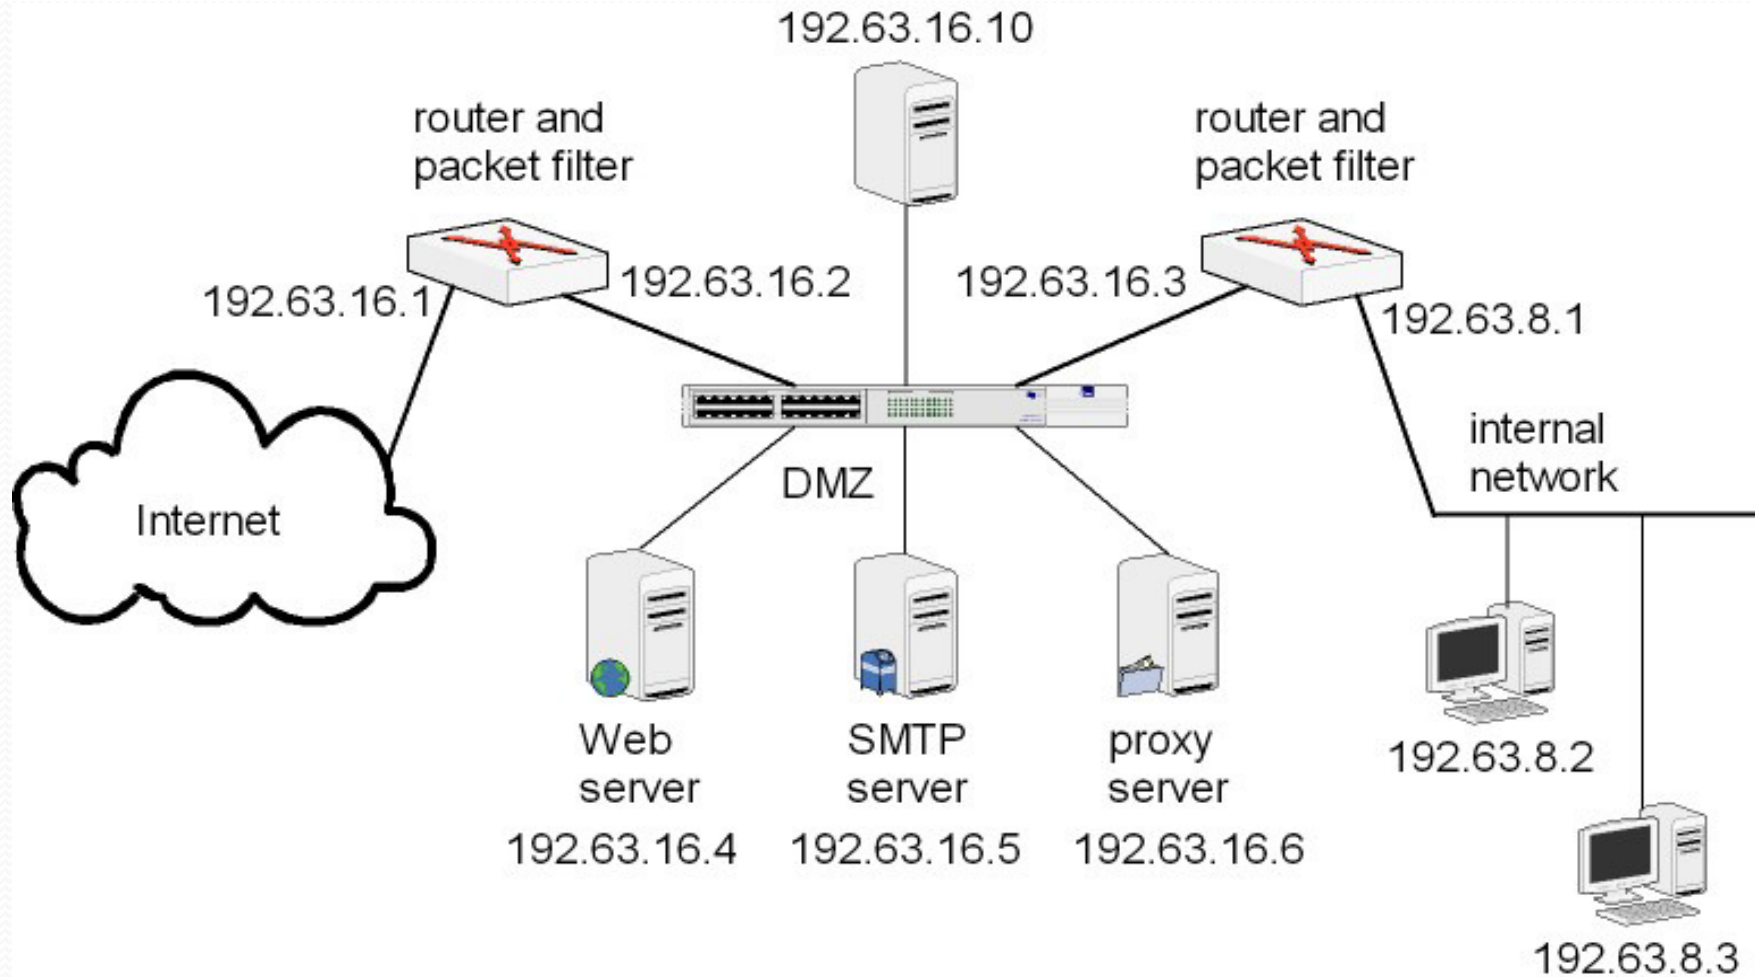 192.63.16.10
router and
packet filter
router and
packet filter
192.63.16.1
192.63.16.2
192.63.16.3
192.63.8.1
Internet
DMZ
internal
network
Web
server
192.63.16.4
SMTP
server
192.63.16.5
proxy
server
192.63.16.6
192.63.8.2
192.63.8.3